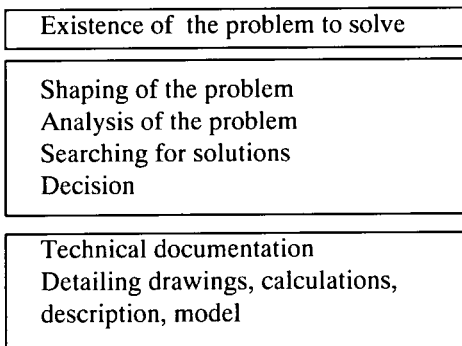 Existence of the problem to solve
Shaping of the problem
Analysis of the problem
Searching for solutions
Decision
Technical documentation
Detailing drawings, calculations,
description, model